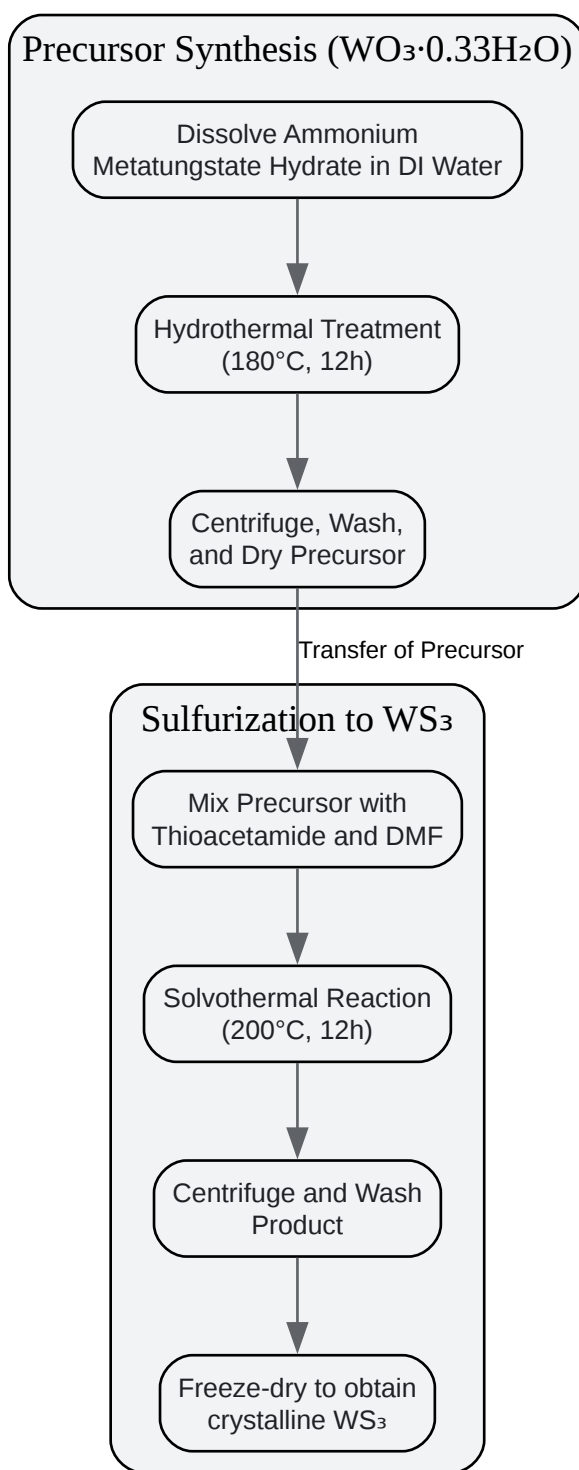 Precursor Synthesis (WO₃·0.33H₂O)
Dissolve Ammonium
Metatungstate Hydrate in DI Water
Hydrothermal Treatment
(180°C, 12h)
Centrifuge, Wash,
and Dry Precursor
Transfer of Precursor
Sulfurization to WS₃
Mix Precursor with
Thioacetamide and DMF
Solvothermal Reaction
(200°C, 12h)
Centrifuge and Wash
Product
Freeze-dry to obtain
crystalline WS₃